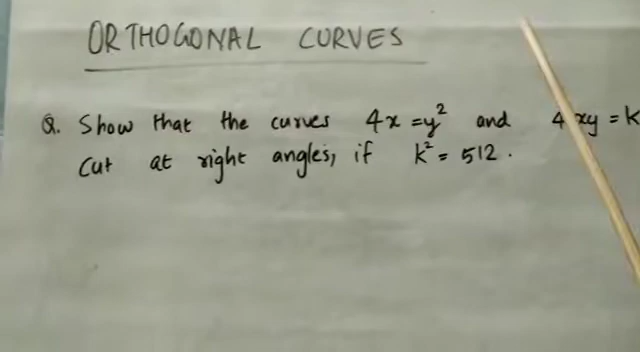 ORTHOGONAL CURVES
Q. Show that the curves 4x = y² and 4xy = k
cut at right angles, if k² = 512.